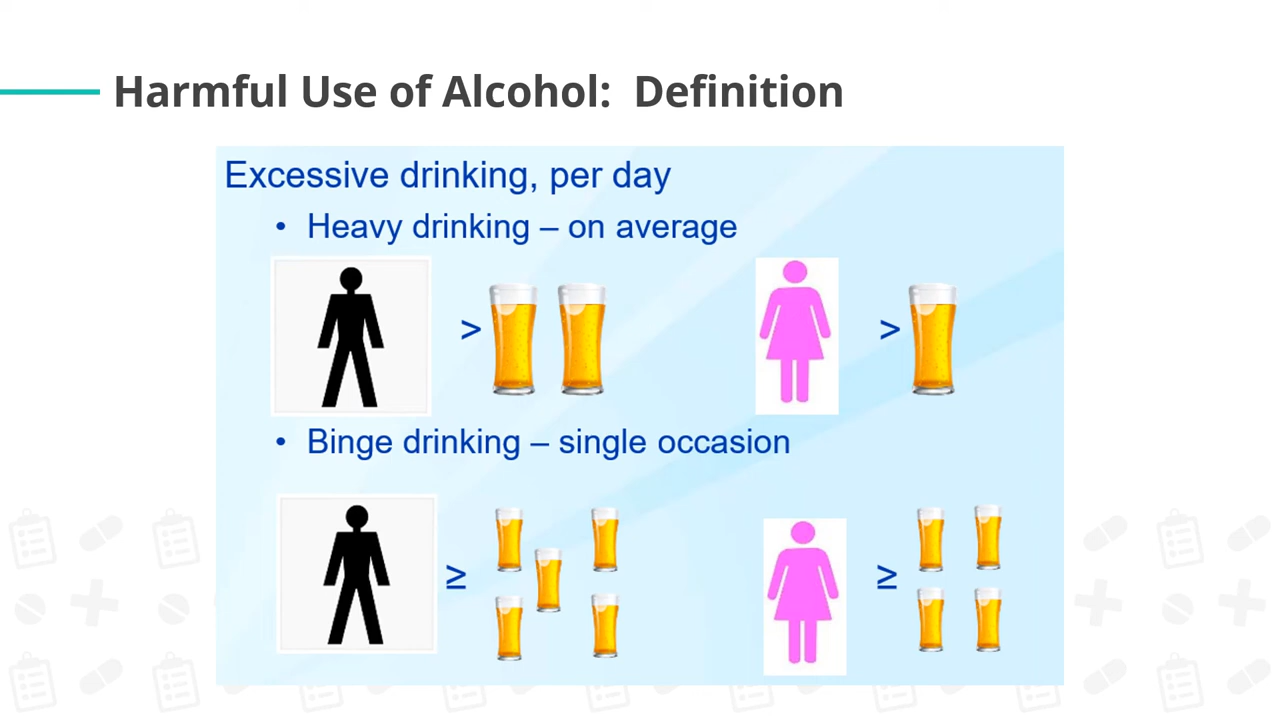 Harmful Use of Alcohol: Definition
Excessive drinking, per day
• Heavy drinking – on average
> >
• Binge drinking – single occasion
≥ ≥